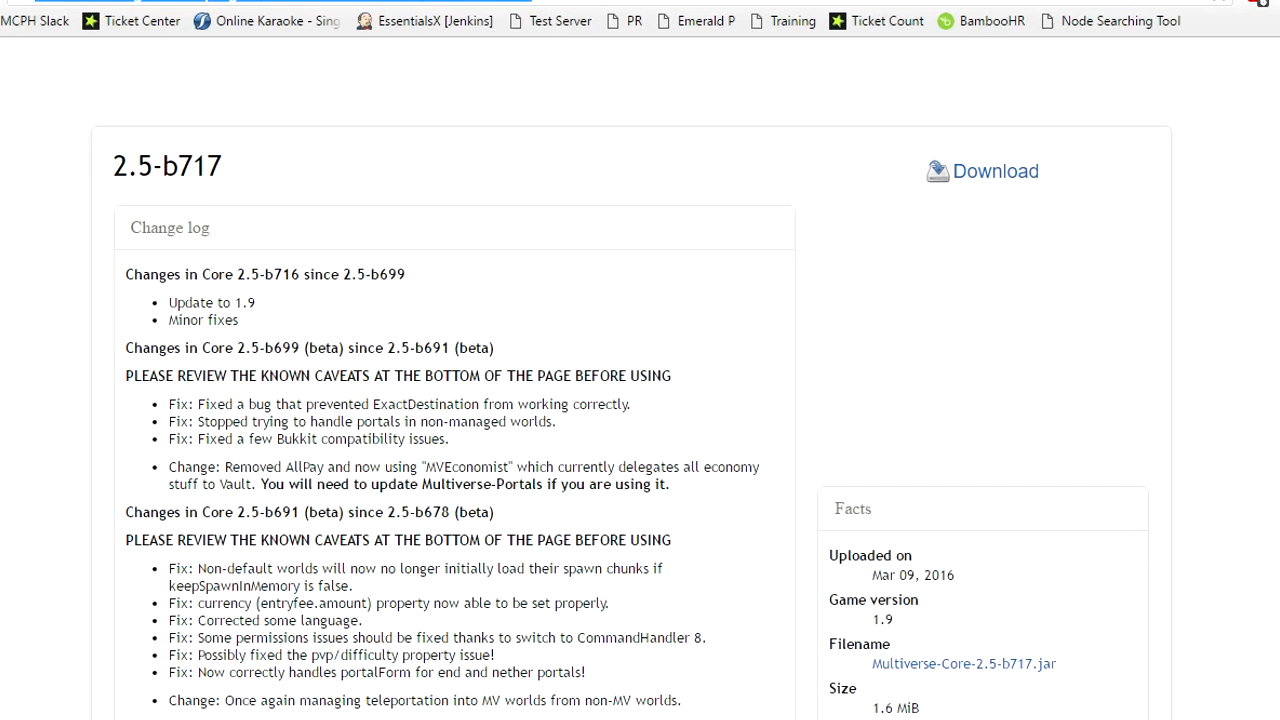 MCPH Slack Ticket Center Online Karaoke - Sing EssentialsX [Jenkins] Test Server PR Emerald P Training Ticket Count BambooHR Node Searching Tool
2.5-b717
Download
Change log
Changes in Core 2.5-b716 since 2.5-b699
• Update to 1.9
• Minor fixes
Changes in Core 2.5-b699 (beta) since 2.5-b691 (beta)
PLEASE REVIEW THE KNOWN CAVEATS AT THE BOTTOM OF THE PAGE BEFORE USING
• Fix: Fixed a bug that prevented ExactDestination from working correctly.
• Fix: Stopped trying to handle portals in non-managed worlds.
• Fix: Fixed a few Bukkit compatibility issues.
• Change: Removed AllPay and now using "MVEconomist" which currently delegates all economy
stuff to Vault. You will need to update Multiverse-Portals if you are using it.
Changes in Core 2.5-b691 (beta) since 2.5-b678 (beta)
PLEASE REVIEW THE KNOWN CAVEATS AT THE BOTTOM OF THE PAGE BEFORE USING
• Fix: Non-default worlds will now no longer initially load their spawn chunks if
keepSpawnInMemory is false.
• Fix: currency (entryfee.amount) property now able to be set properly.
• Fix: Corrected some language.
• Fix: Some permissions issues should be fixed thanks to switch to CommandHandler 8.
• Fix: Possibly fixed the pvp/difficulty property issue!
• Fix: Now correctly handles portalForm for end and nether portals!
• Change: Once again managing teleportation into MV worlds from non-MV worlds.
Facts
Uploaded on
Mar 09, 2016
Game version
1.9
Filename
Multiverse-Core-2.5-b717.jar
Size
1.6 MiB